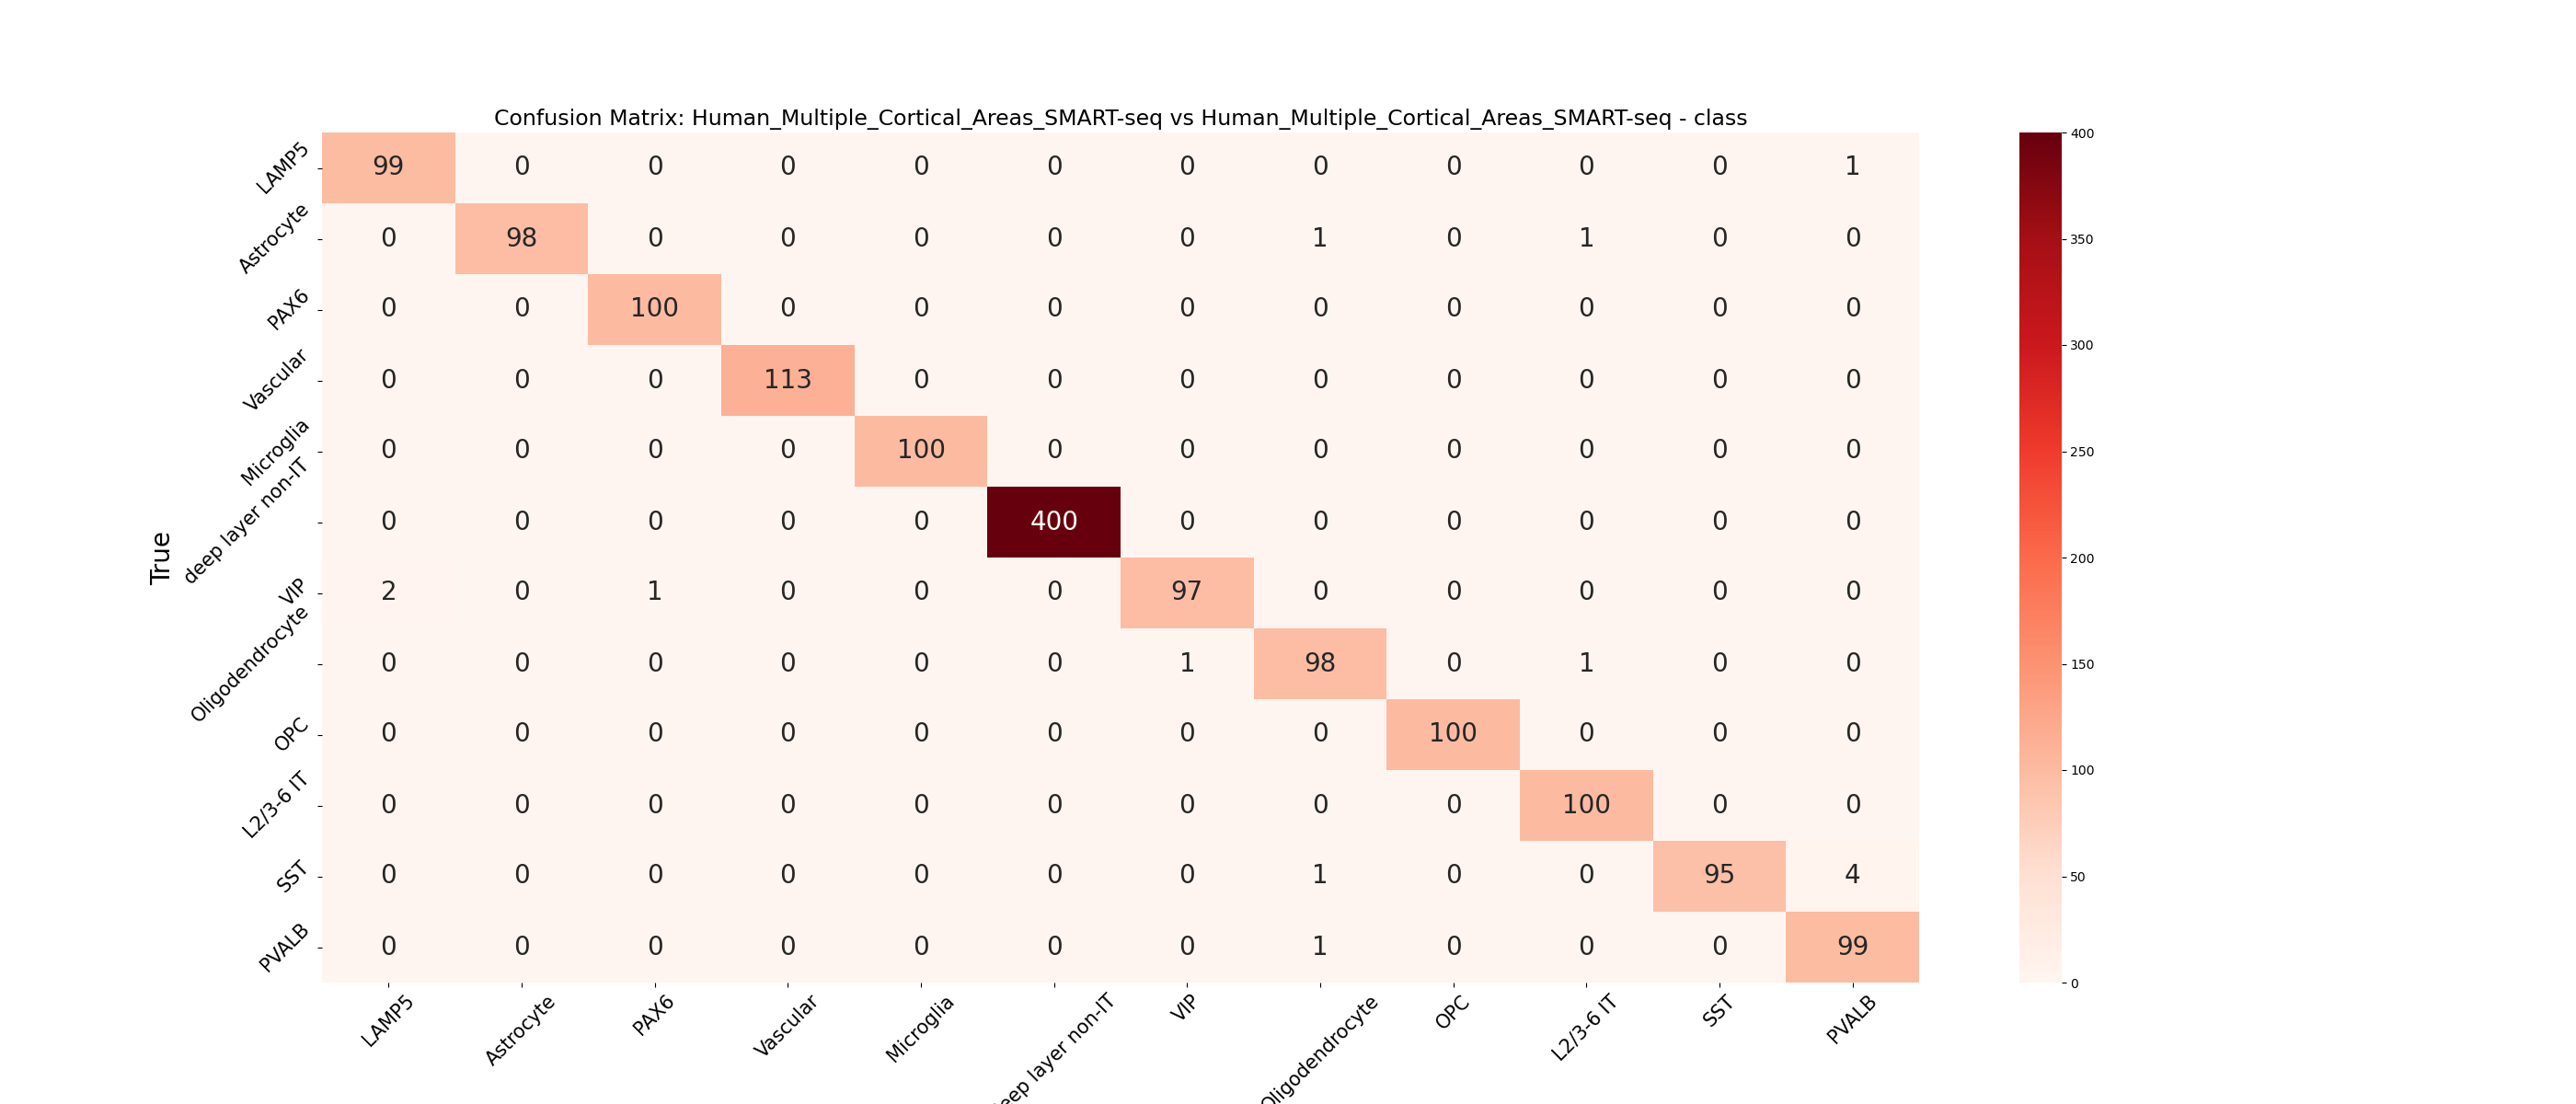 Confusion Matrix: Human_Multiple_Cortical_Areas_SMART-seq vs Human_Multiple_Cortical_Areas_SMART-seq - class
True
LAMP5 99 0 0 0 0 0 0 0 0 0 0 1
Astrocyte 0 98 0 0 0 0 0 1 0 1 0 0
PAX6 0 0 100 0 0 0 0 0 0 0 0 0
Vascular 0 0 0 113 0 0 0 0 0 0 0 0
Microglia 0 0 0 0 100 0 0 0 0 0 0 0
deep layer non-IT 0 0 0 0 0 400 0 0 0 0 0 0
VIP 2 0 1 0 0 0 97 0 0 0 0 0
Oligodendrocyte 0 0 0 0 0 0 1 98 0 1 0 0
OPC 0 0 0 0 0 0 0 0 100 0 0 0
L2/3-6 IT 0 0 0 0 0 0 0 0 0 100 0 0
SST 0 0 0 0 0 0 0 1 0 0 95 4
PVALB 0 0 0 0 0 0 0 1 0 0 0 99
LAMP5 Astrocyte PAX6 Vascular Microglia eep layer non-IT VIP Oligodendrocyte OPC L2/3-6 IT SST PVALB
400
350
300
250
200
150
100
50
0